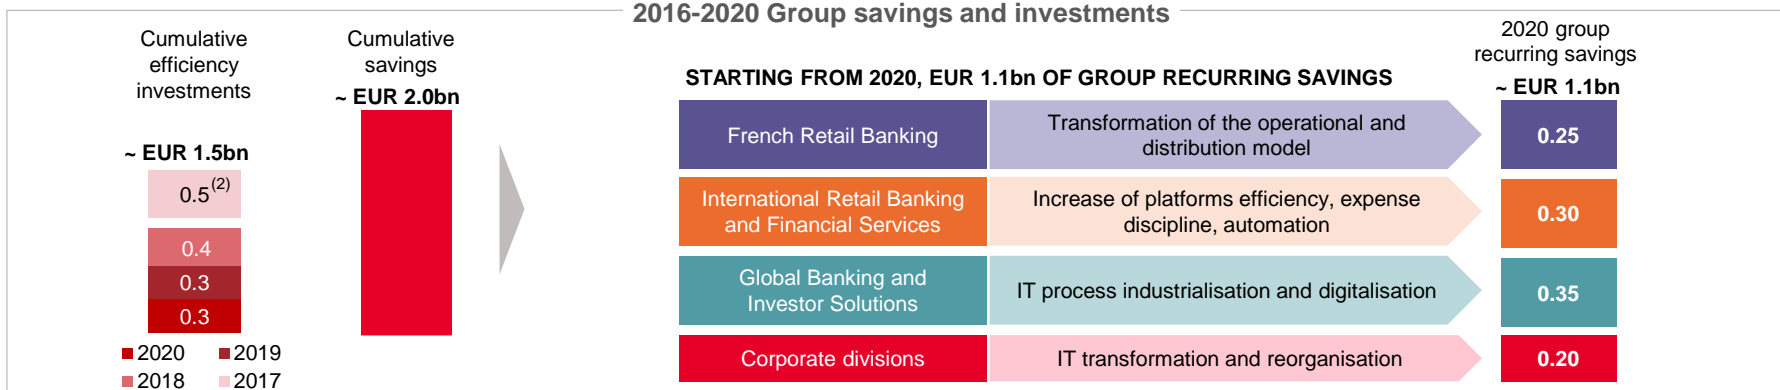 2016-2020 Group savings and investments
Cumulative
efficiency
investments
~ EUR 1.5bn
0.5(2)
0.4
0.3
0.3
2020
2019
2018
2017
Cumulative
savings
~ EUR 2.0bn
STARTING FROM 2020, EUR 1.1bn OF GROUP RECURRING SAVINGS
2020 group
recurring savings
~ EUR 1.1bn
French Retail Banking
Transformation of the operational and
distribution model
0.25
International Retail Banking
and Financial Services
Increase of platforms efficiency, expense
discipline, automation
0.30
Global Banking and
Investor Solutions
IT process industrialisation and digitalisation
0.35
Corporate divisions
IT transformation and reorganisation
0.20